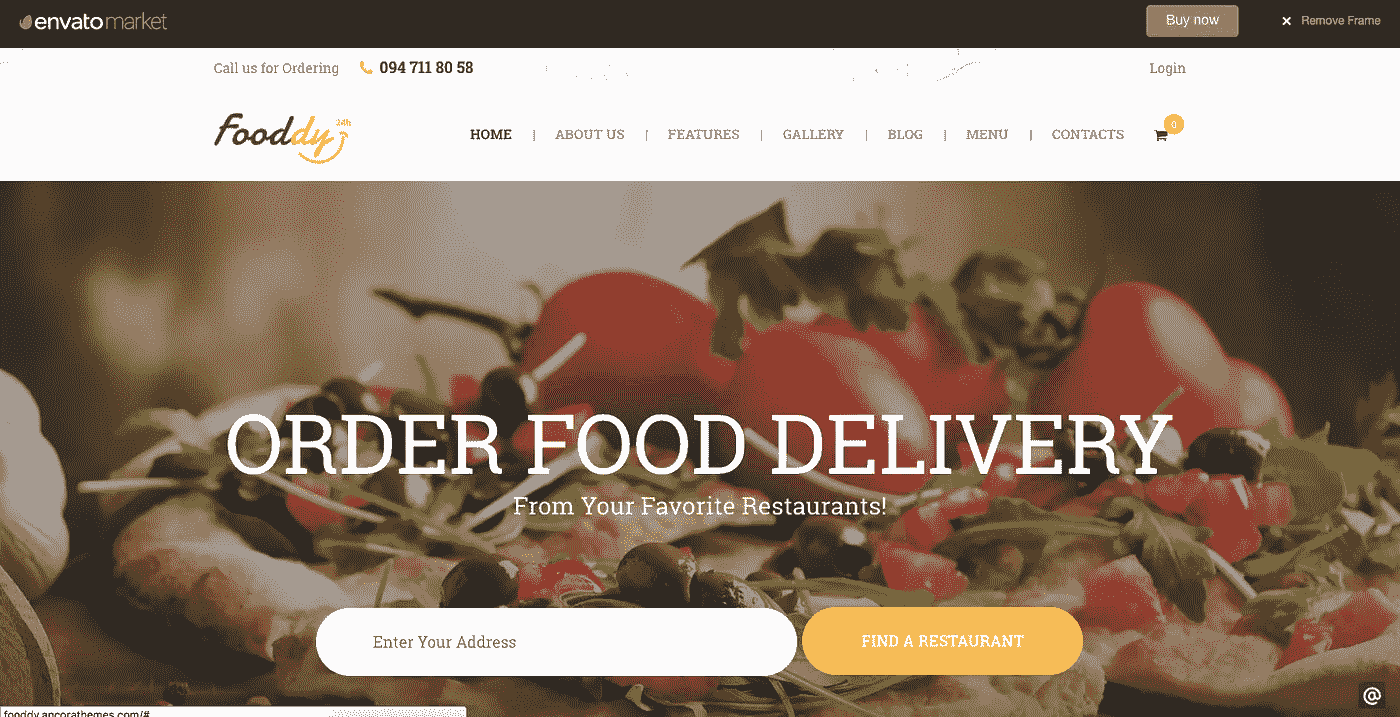 envato market
Buy now
Remove Frame
Call us for Ordering 094 711 80 58
Login
fooddy 24h
HOME | ABOUT US | FEATURES | GALLERY | BLOG | MENU | CONTACTS
0
ORDER FOOD DELIVERY
From Your Favorite Restaurants!
Enter Your Address
FIND A RESTAURANT
@
fooddy.ancorathemes.com/#